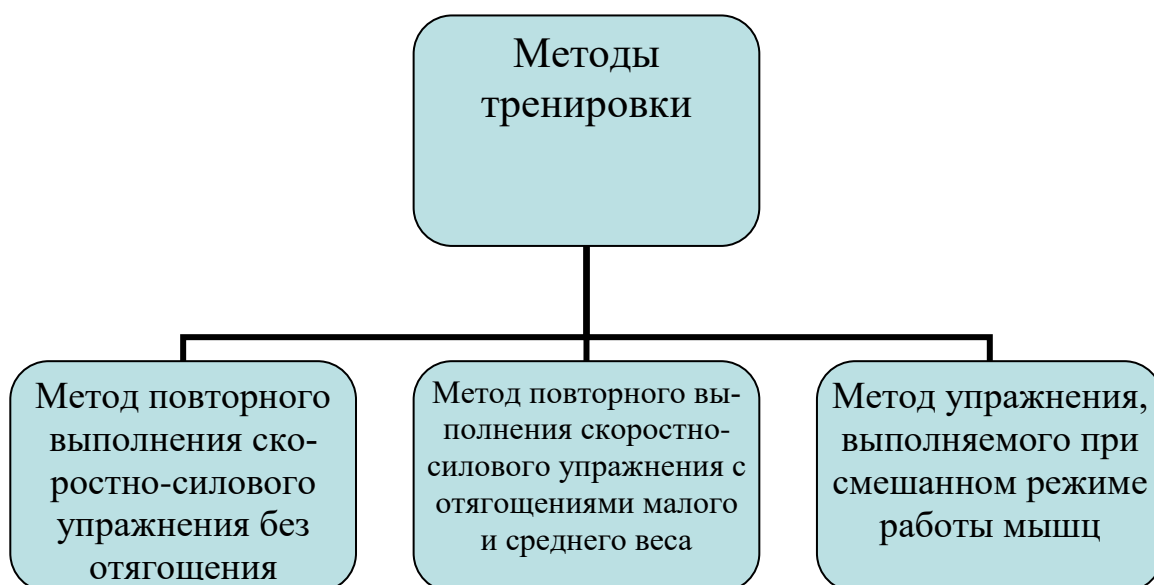 Методы
тренировки
Метод повторного
выполнения ско-
ростно-силового
упражнения без
отягощения
Метод повторного вы-
полнения скоростно-
силового упражнения с
отягощениями малого
и среднего веса
Метод упражнения,
выполняемого при
смешанном режиме
работы мышц